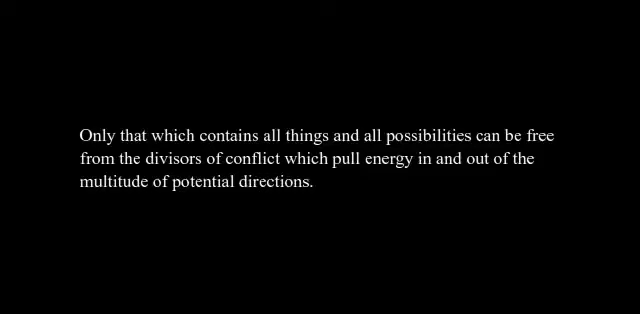 Only that which contains all things and all possibilities can be free
from the divisors of conflict which pull energy in and out of the
multitude of potential directions.